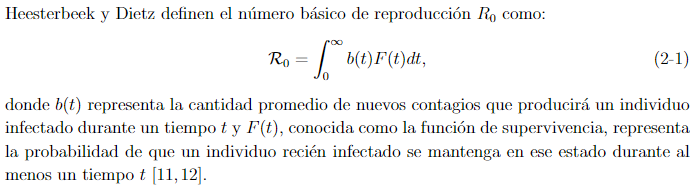 Heesterbeek y Dietz definen el número básico de reproducción R₀ como:
ℛ₀ = ∫₀^∞ b(t)F(t)dt, (2-1)
donde b(t) representa la cantidad promedio de nuevos contagios que producirá un individuo
infectado durante un tiempo t y F(t), conocida como la función de supervivencia, representa
la probabilidad de que un individuo recién infectado se mantenga en ese estado durante al
menos un tiempo t [11, 12].